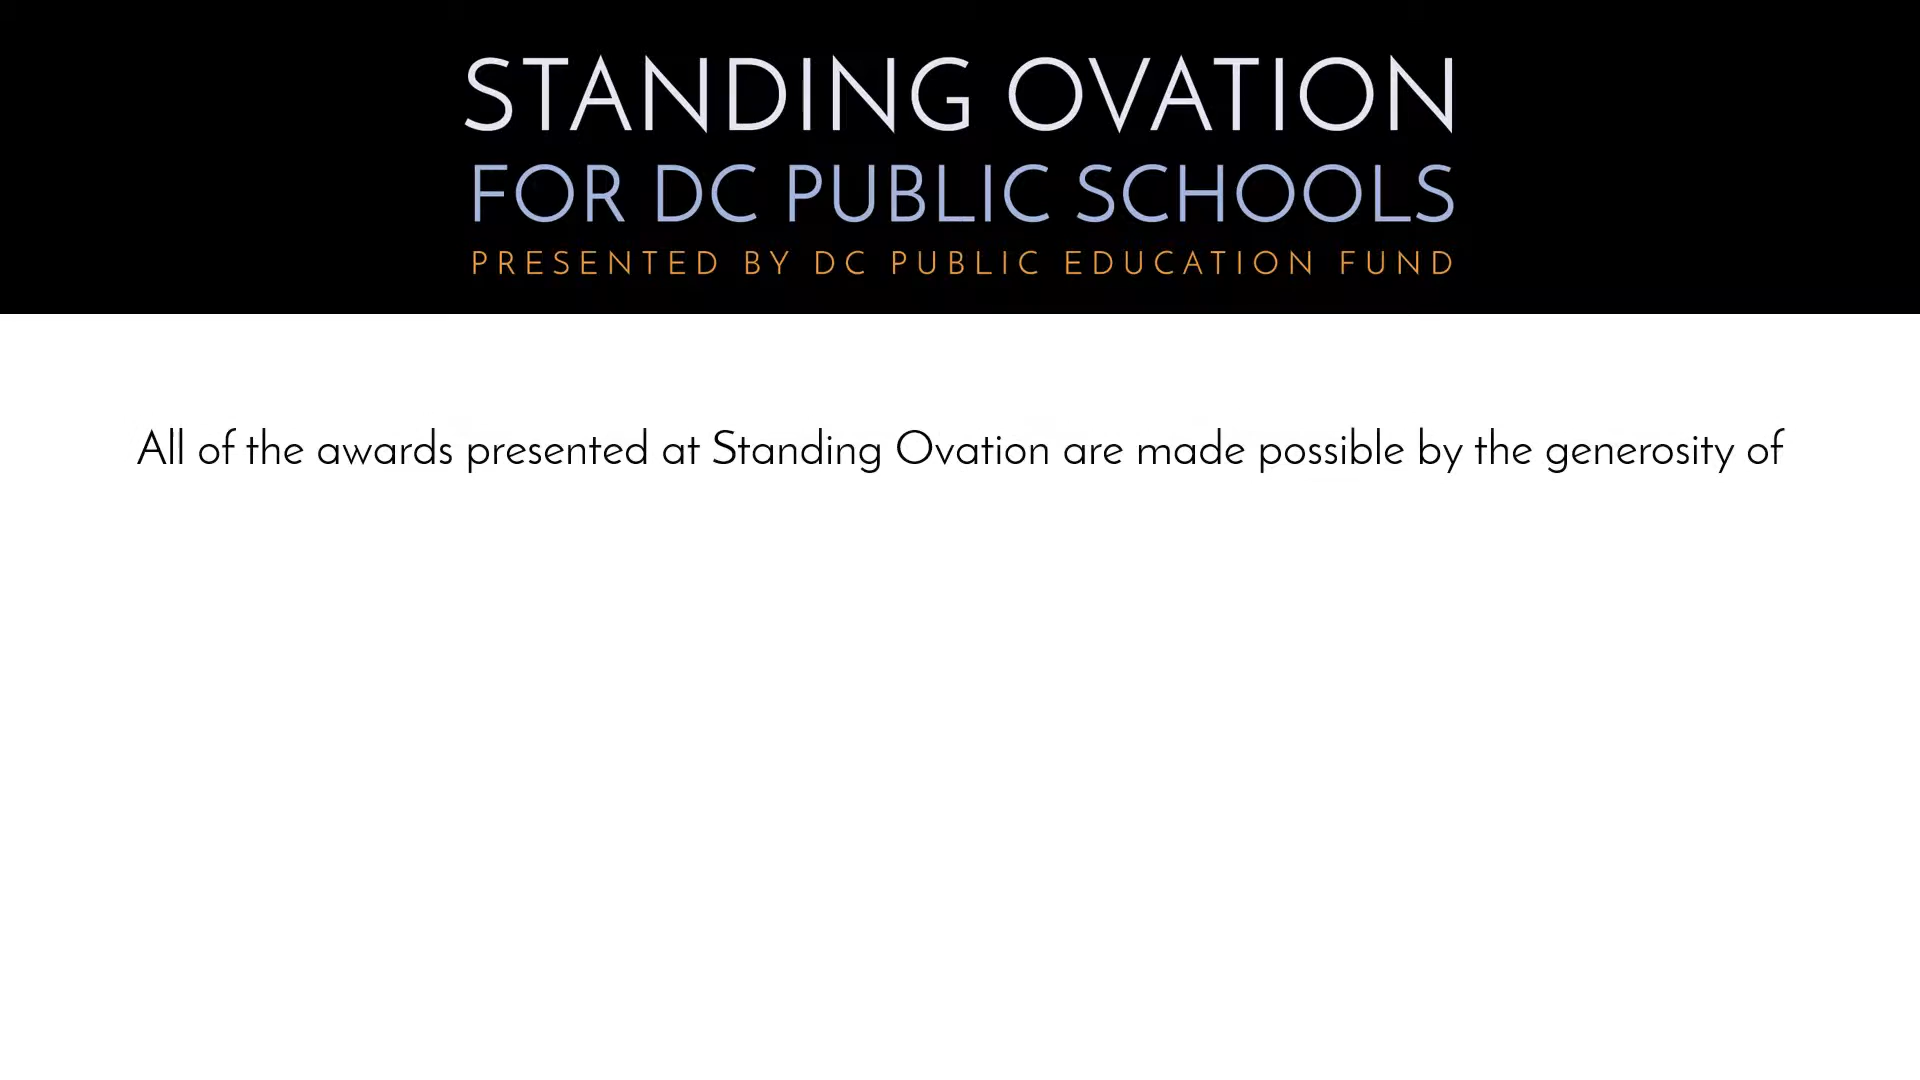 STANDING OVATION
FOR DC PUBLIC SCHOOLS
PRESENTED BY DC PUBLIC EDUCATION FUND
All of the awards presented at Standing Ovation are made possible by the generosity of